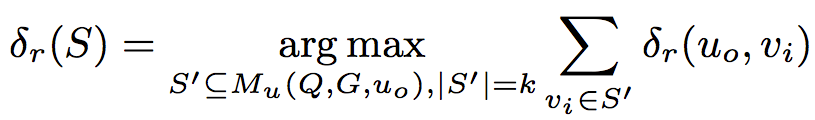 δ_r(S) = arg max_{S′⊆M_u(Q,G,u_o),|S′|=k} ∑_{v_i∈S′} δ_r(u_o, v_i)